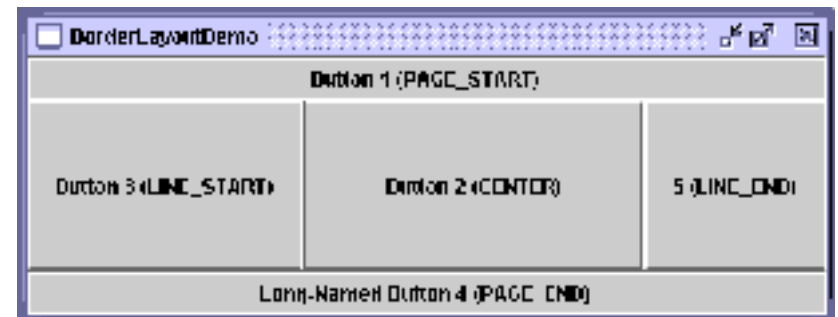 BorderLayoutDemo
Button 1 (PAGE_START)
Button 3 (LINE_START)
Button 2 (CENTER)
5 (LINE_END)
Long-Named Button 4 (PAGE_END)